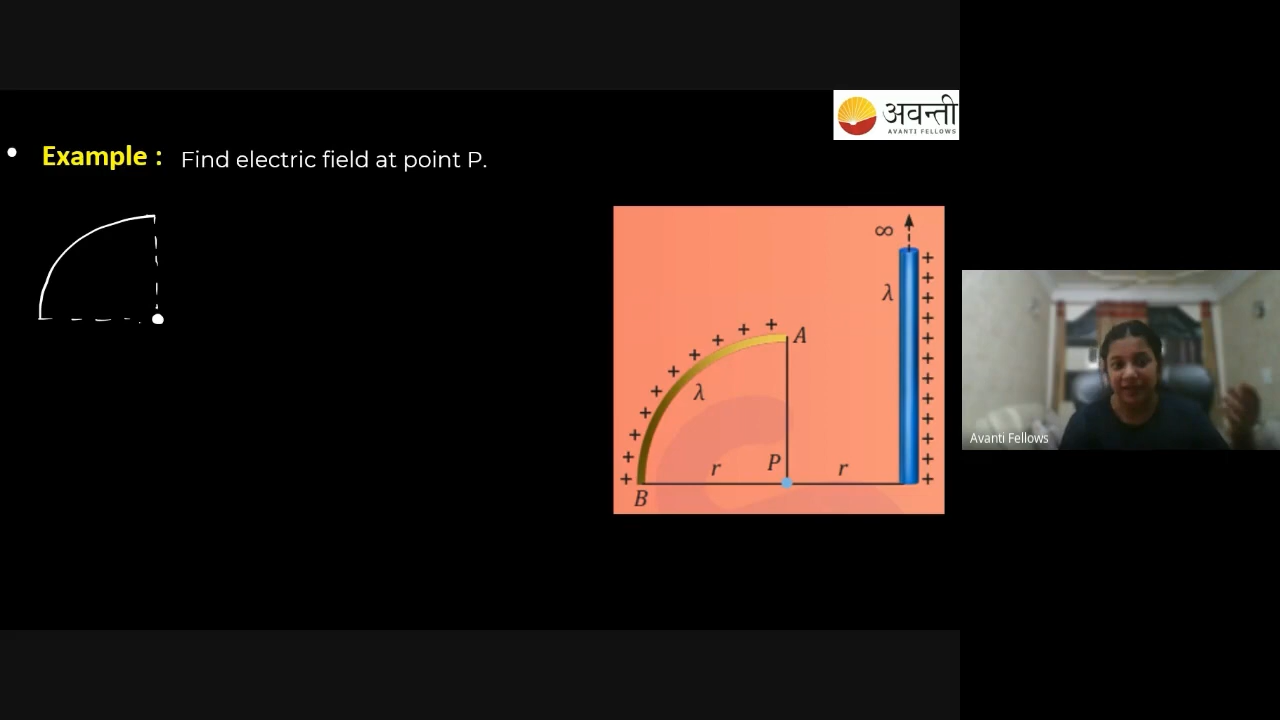 अवन्ती
AVANTI FELLOWS
• Example : Find electric field at point P.
∞
λ
A
λ
r
P
r
B
Avanti Fellows